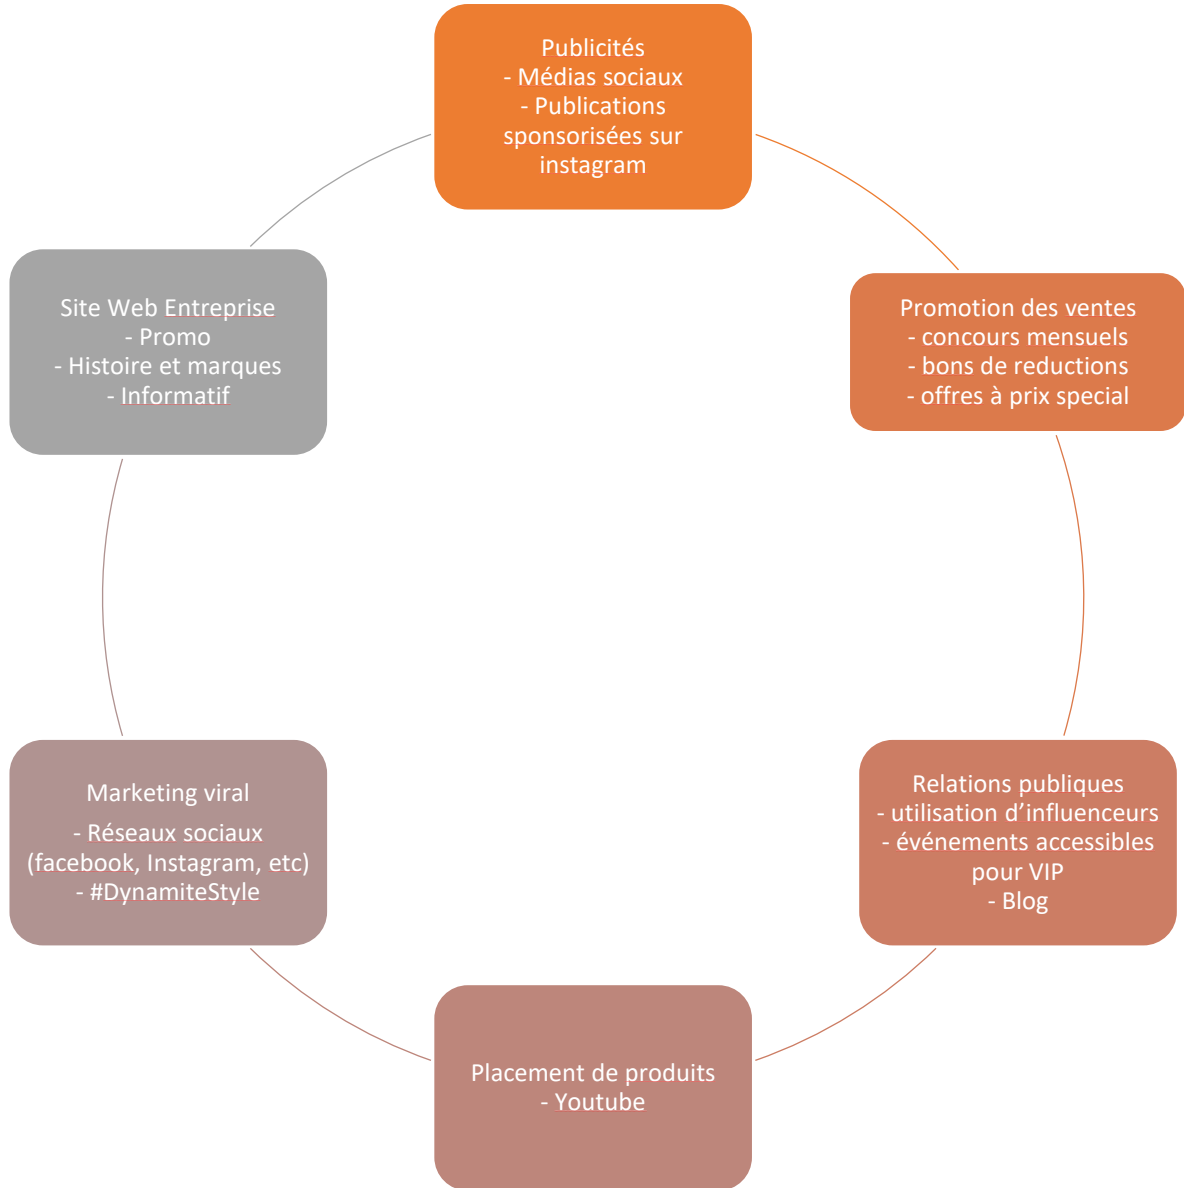 Publicités
- Médias sociaux
- Publications
sponsorisées sur
instagram
Promotion des ventes
- concours mensuels
- bons de reductions
- offres à prix special
Relations publiques
- utilisation d’influenceurs
- événements accessibles
pour VIP
- Blog
Placement de produits
- Youtube
Marketing viral
- Réseaux sociaux
(facebook, Instagram, etc)
- #DynamiteStyle
Site Web Entreprise
- Promo
- Histoire et marques
- Informatif